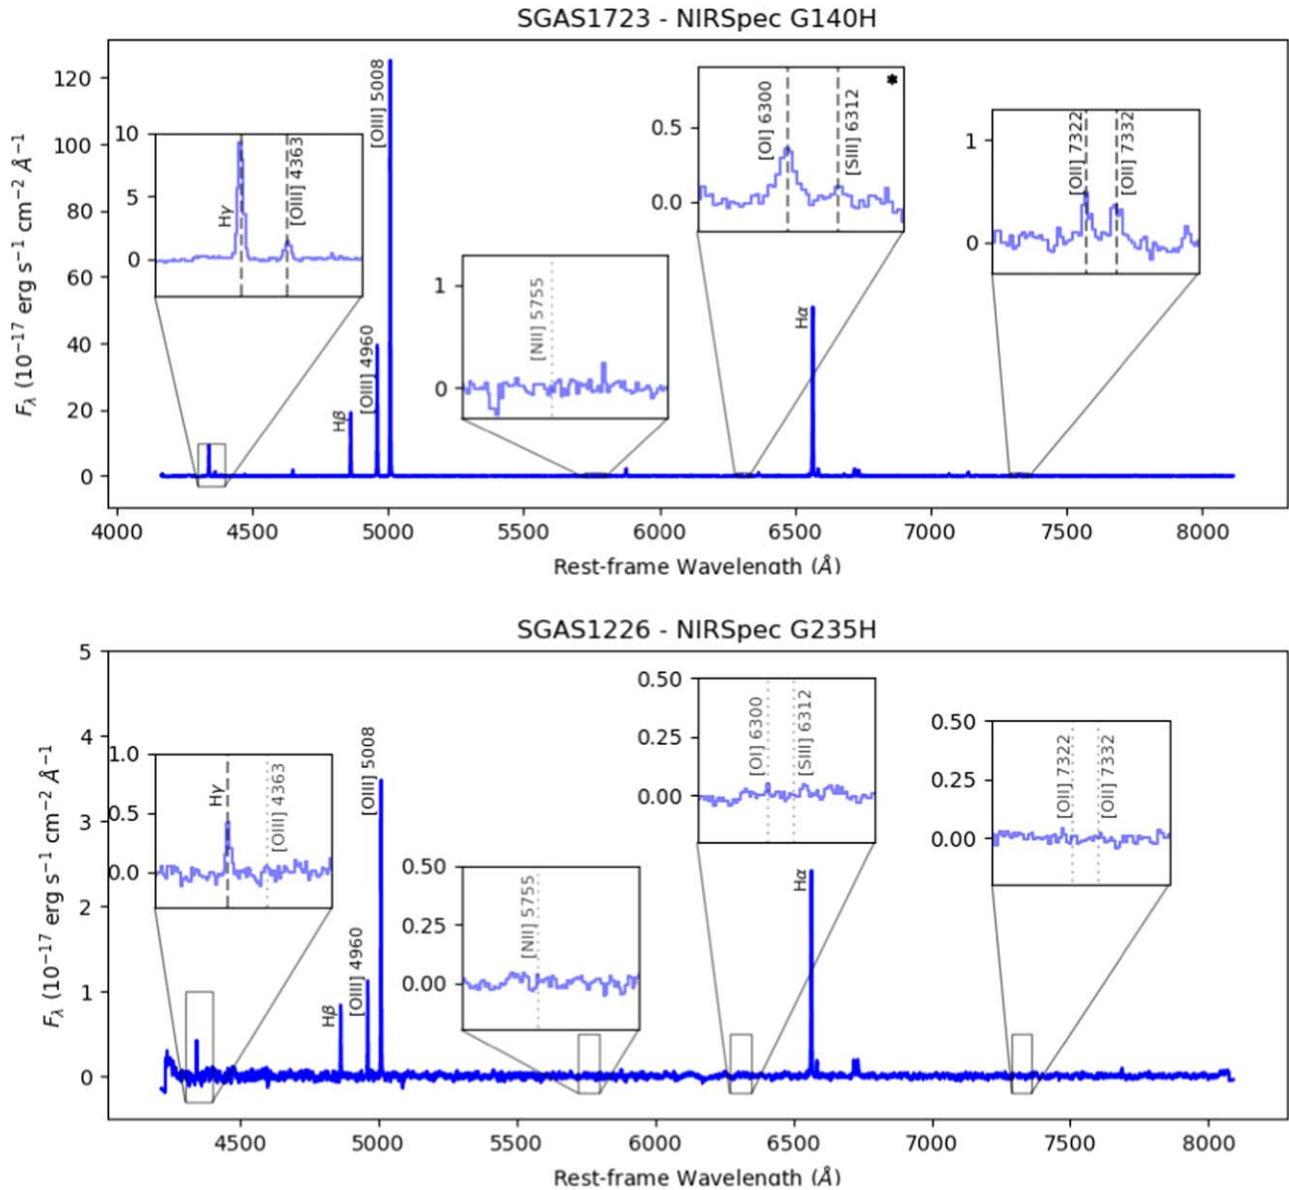 SGAS1723 - NIRSpec G140H
F_λ (10⁻¹⁷ erg s⁻¹ cm⁻² Å⁻¹)
120
100
80
60
40
20
0
10
5
0
Hγ
[OIII] 4363
Hβ
[OIII] 4960
[OIII] 5008
1
0
[NII] 5755
0.5
0.0
[OI] 6300
[SIII] 6312
*
Hα
1
0
[OII] 7322
[OII] 7332
4000 4500 5000 5500 6000 6500 7000 7500 8000
Rest-frame Wavelength (Å)
SGAS1226 - NIRSpec G235H
F_λ (10⁻¹⁷ erg s⁻¹ cm⁻² Å⁻¹)
5
4
3
2
1
0
1.0
0.5
0.0
Hγ
[OIII] 4363
Hβ
[OIII] 4960
[OIII] 5008
0.50
0.25
0.00
[NII] 5755
0.50
0.25
0.00
[OI] 6300
[SIII] 6312
Hα
0.50
0.25
0.00
[OII] 7322
[OII] 7332
4500 5000 5500 6000 6500 7000 7500 8000
Rest-frame Wavelength (Å)